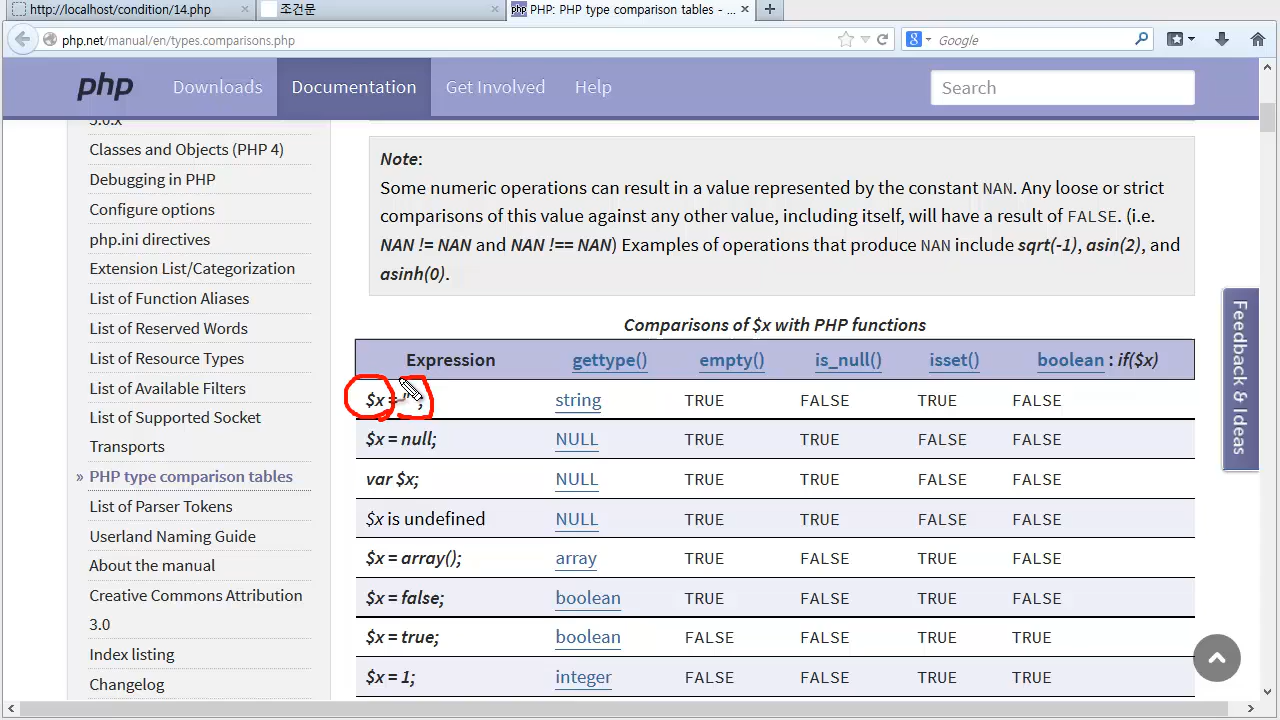 http://localhost/condition/14.php
조건문
PHP: PHP type comparison tables - ...
php.net/manual/en/types.comparisons.php
Google
php
Downloads
Documentation
Get Involved
Help
Search
5.0.x
Classes and Objects (PHP 4)
Debugging in PHP
Configure options
php.ini directives
Extension List/Categorization
List of Function Aliases
List of Reserved Words
List of Resource Types
List of Available Filters
List of Supported Socket
Transports
» PHP type comparison tables
List of Parser Tokens
Userland Naming Guide
About the manual
Creative Commons Attribution
3.0
Index listing
Changelog
Note:
Some numeric operations can result in a value represented by the constant NAN. Any loose or strict
comparisons of this value against any other value, including itself, will have a result of FALSE. (i.e.
NAN != NAN and NAN !== NAN) Examples of operations that produce NAN include sqrt(-1), asin(2), and
asinh(0).
Comparisons of $x with PHP functions
Expression gettype() empty() is_null() isset() boolean : if($x)
$x = ""; string TRUE FALSE TRUE FALSE
$x = null; NULL TRUE TRUE FALSE FALSE
var $x; NULL TRUE TRUE FALSE FALSE
$x is undefined NULL TRUE TRUE FALSE FALSE
$x = array(); array TRUE FALSE TRUE FALSE
$x = false; boolean TRUE FALSE TRUE FALSE
$x = true; boolean FALSE FALSE TRUE TRUE
$x = 1; integer FALSE FALSE TRUE TRUE
Feedback & Ideas